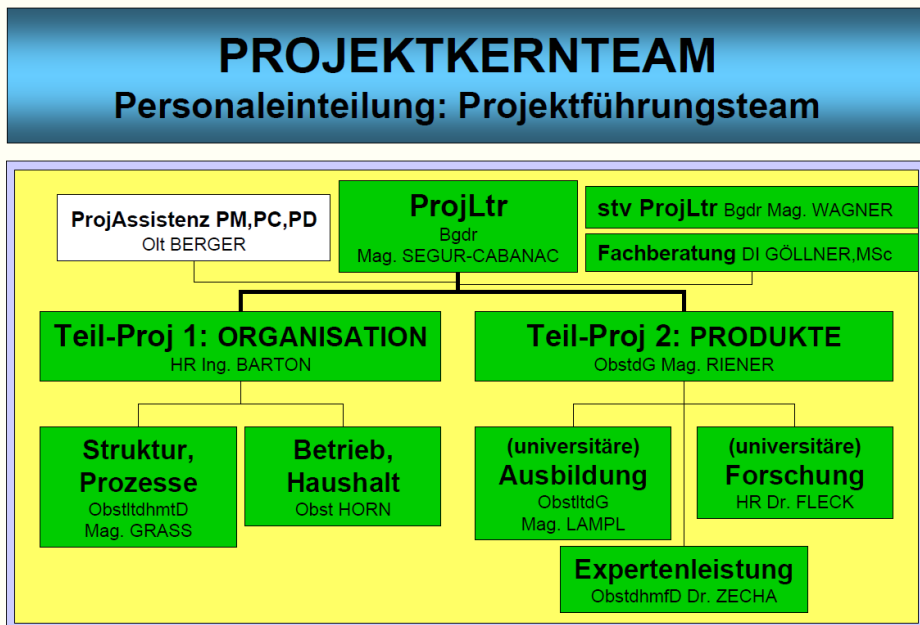 PROJEKTKERNTEAM
Personaleinteilung: Projektführungsteam
ProjAssistenz PM,PC,PD
Olt BERGER
ProjLtr
Bgdr
Mag. SEGUR-CABANAC
stv ProjLtr Bgdr Mag. WAGNER
Fachberatung DI GÖLLNER,MSc
Teil-Proj 1: ORGANISATION
HR Ing. BARTON
Teil-Proj 2: PRODUKTE
ObstdG Mag. RIENER
Struktur,
Prozesse
ObstltdhmtD
Mag. GRASS
Betrieb,
Haushalt
Obst HORN
(universitäre)
Ausbildung
ObstltdG
Mag. LAMPL
(universitäre)
Forschung
HR Dr. FLECK
Expertenleistung
ObstdhmfD Dr. ZECHA